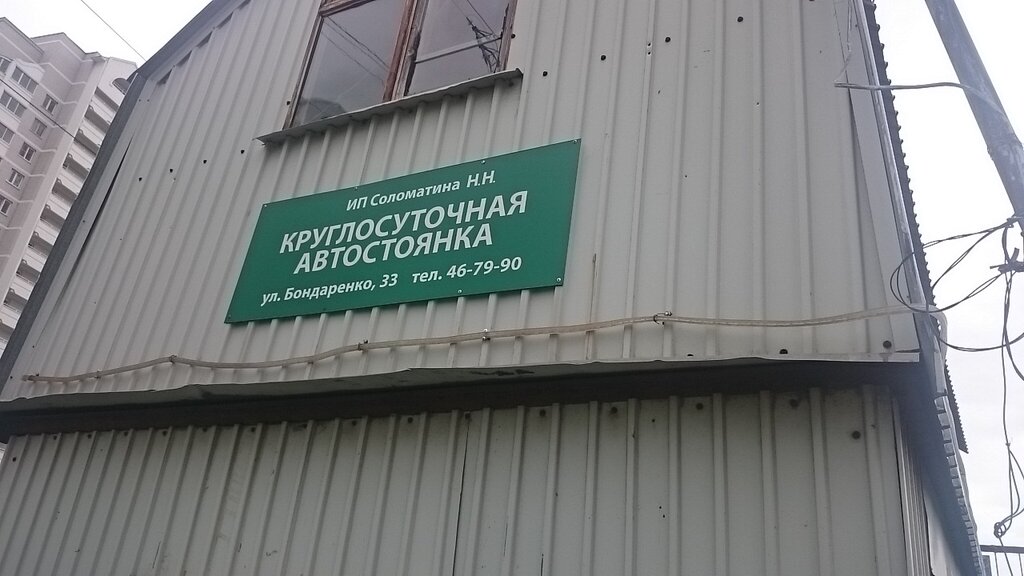 ИП Соломатина Н.Н.
КРУГЛОСУТОЧНАЯ
АВТОСТОЯНКА
ул. Бондаренко, 33 тел. 46-79-90